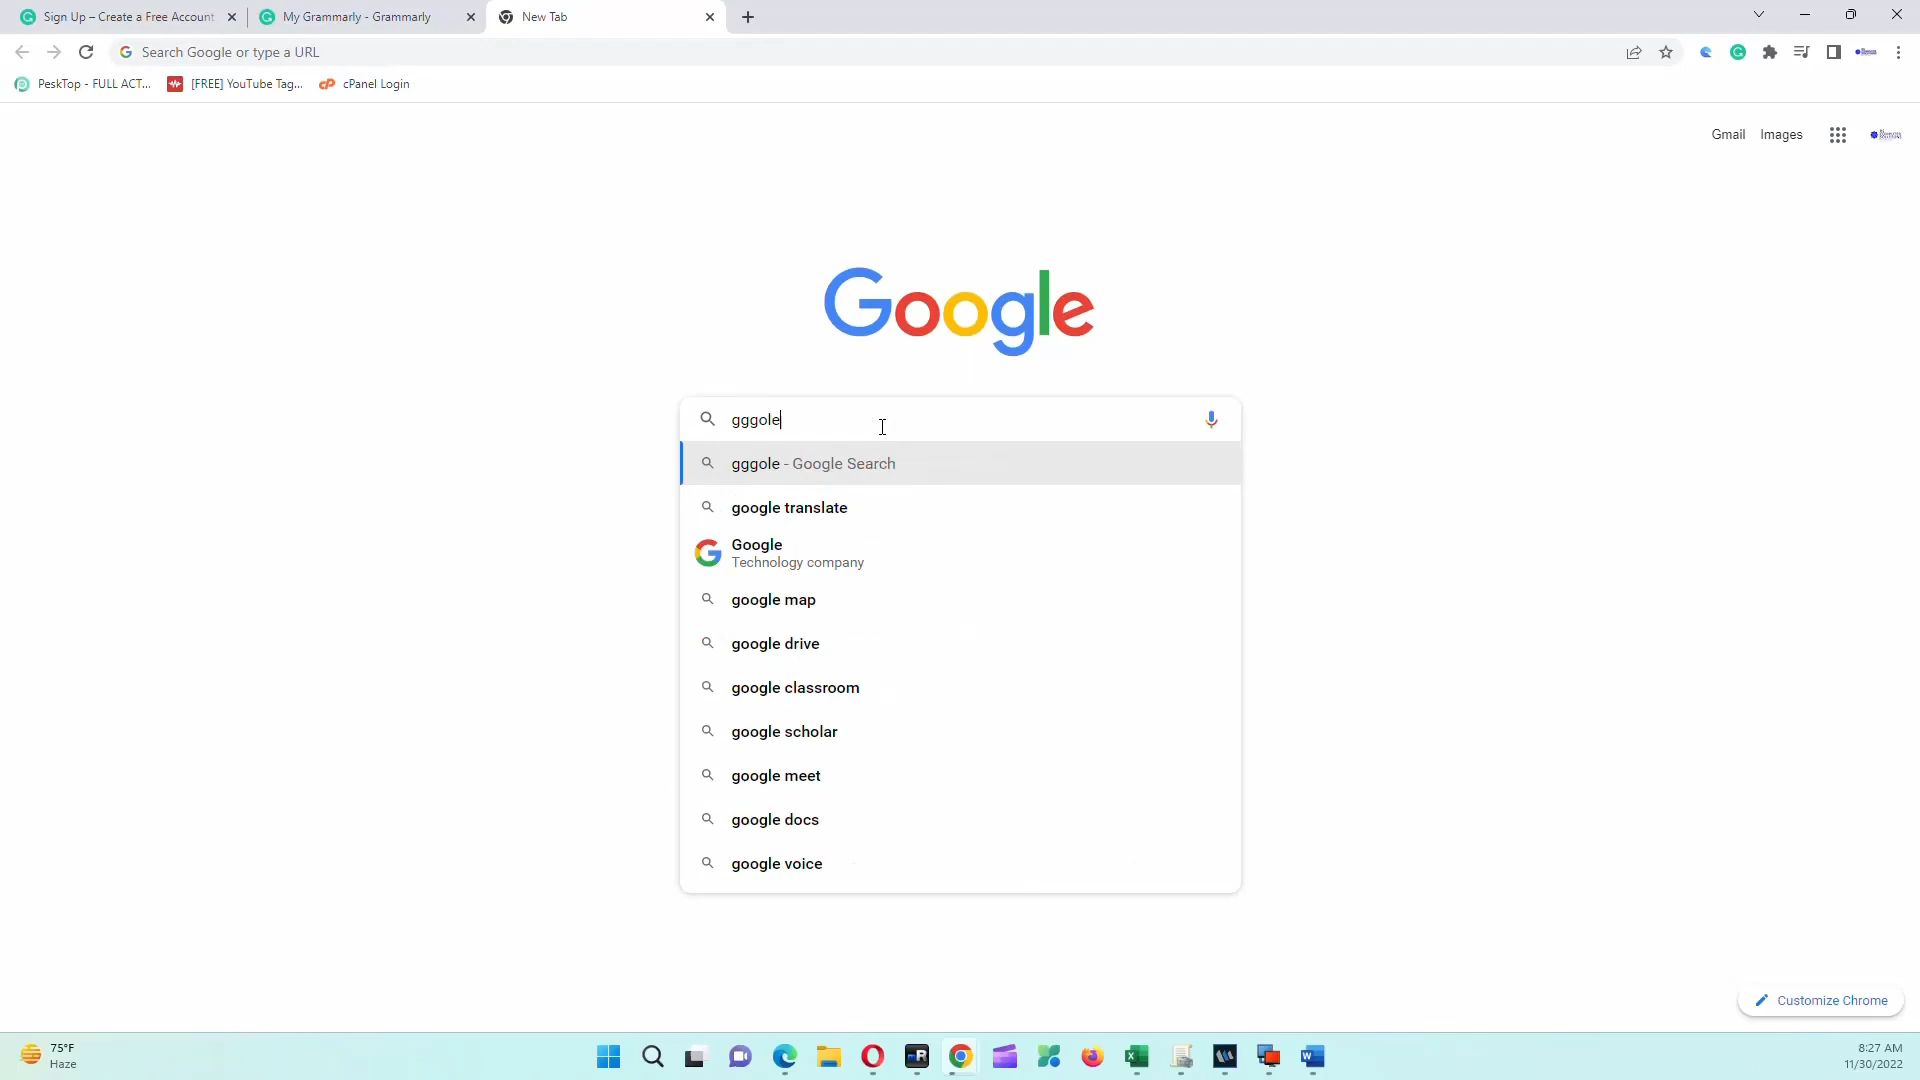 Sign Up – Create a Free Account
My Grammarly - Grammarly
New Tab
Search Google or type a URL
PeskTop - FULL ACT...
[FREE] YouTube Tag...
cPanel Login
Gmail
Images
Google
gggole
gggole - Google Search
google translate
Google
Technology company
google map
google drive
google classroom
google scholar
google meet
google docs
google voice
Customize Chrome
75°F
Haze
8:27 AM
11/30/2022